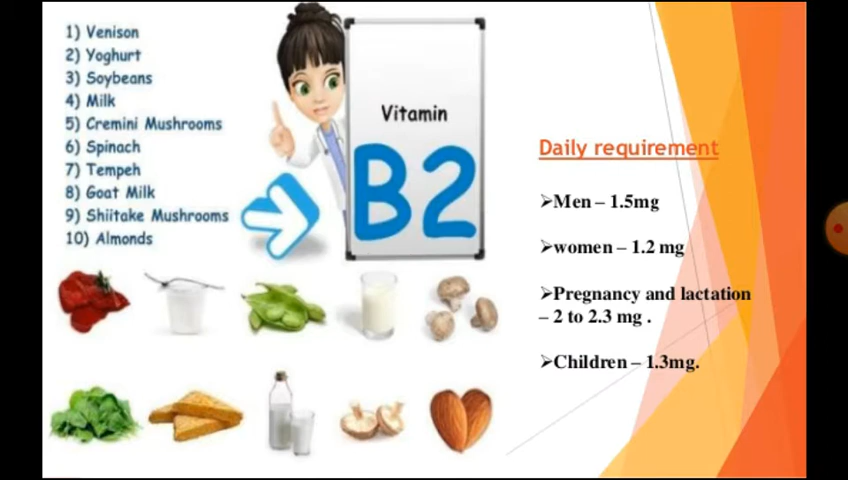 1) Venison
2) Yoghurt
3) Soybeans
4) Milk
5) Cremini Mushrooms
6) Spinach
7) Tempeh
8) Goat Milk
9) Shiitake Mushrooms
10) Almonds
Vitamin
B2
Daily requirement
➢Men – 1.5mg
➢women – 1.2 mg
➢Pregnancy and lactation
– 2 to 2.3 mg .
➢Children – 1.3mg.